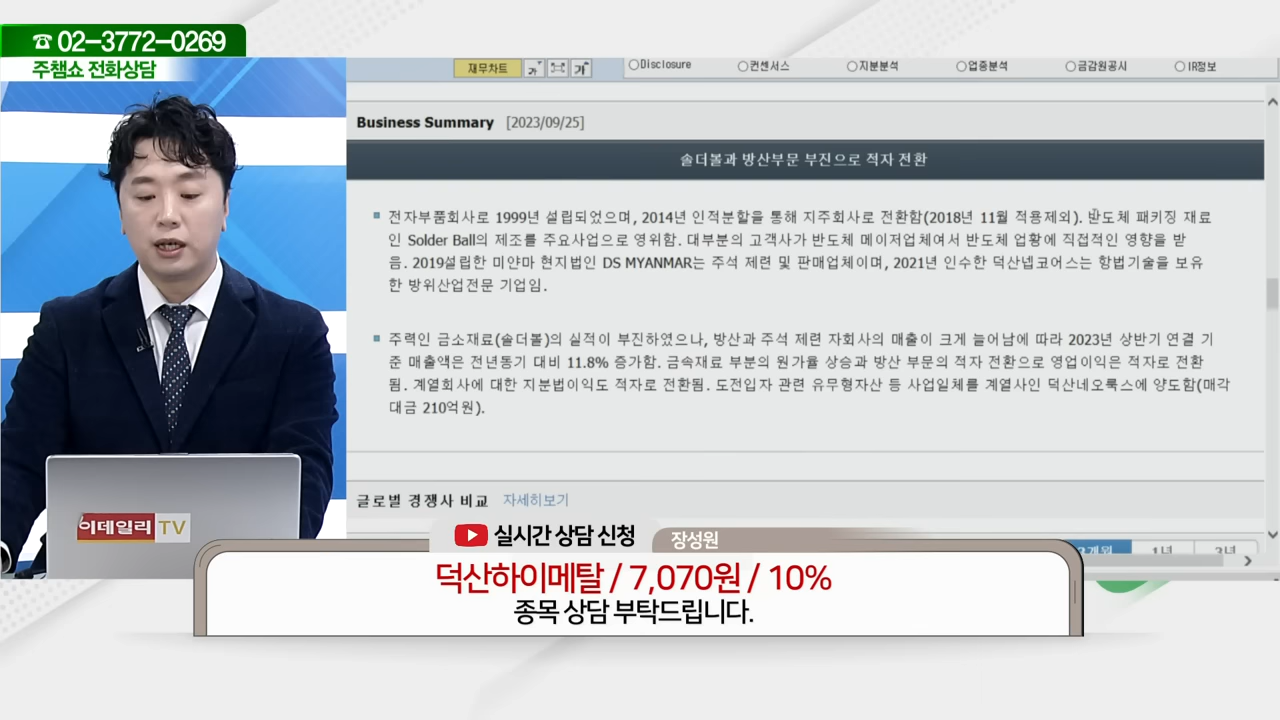 ☎ 02-3772-0269
주챔쇼 전화상담
재무차트 가 가
Disclosure 컨센서스 지분분석 업종분석 금감원공시 IR정보
Business Summary [2023/09/25]
솔더볼과 방산부문 부진으로 적자 전환
전자부품회사로 1999년 설립되었으며, 2014년 인적분할을 통해 지주회사로 전환함(2018년 11월 적용제외). 반도체 패키징 재료
인 Solder Ball의 제조를 주요사업으로 영위함. 대부분의 고객사가 반도체 메이저업체여서 반도체 업황에 직접적인 영향을 받
음. 2019설립한 미얀마 현지법인 DS MYANMAR는 주석 제련 및 판매업체이며, 2021년 인수한 덕산넵코어스는 항법기술을 보유
한 방위산업전문 기업임.
주력인 금소재료(솔더볼)의 실적이 부진하였으나, 방산과 주석 제련 자회사의 매출이 크게 늘어남에 따라 2023년 상반기 연결 기
준 매출액은 전년동기 대비 11.8% 증가함. 금속재료 부분의 원가율 상승과 방산 부문의 적자 전환으로 영업이익은 적자로 전환
됨. 계열회사에 대한 지분법이익도 적자로 전환됨. 도전입자 관련 유무형자산 등 사업일체를 계열사인 덕산네오룩스에 양도함(매각
대금 210억원).
글로벌 경쟁사 비교 자세히보기
3개월 1년 3년
이데일리 TV
실시간 상담 신청 장성원
덕산하이메탈 / 7,070원 / 10%
종목 상담 부탁드립니다.